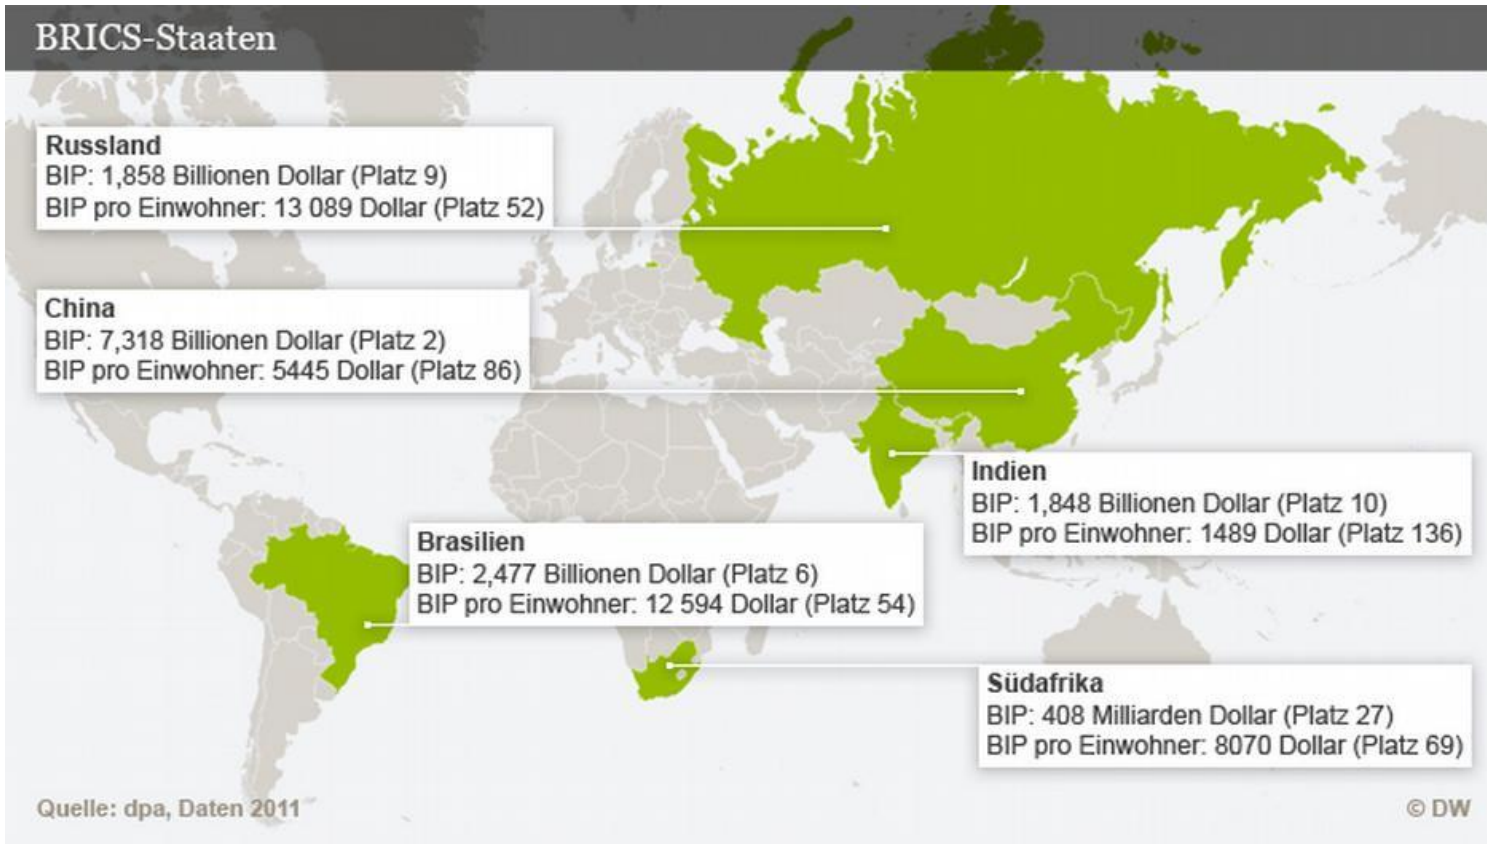 BRICS-Staaten
Russland
BIP: 1,858 Billionen Dollar (Platz 9)
BIP pro Einwohner: 13 089 Dollar (Platz 52)
China
BIP: 7,318 Billionen Dollar (Platz 2)
BIP pro Einwohner: 5445 Dollar (Platz 86)
Indien
BIP: 1,848 Billionen Dollar (Platz 10)
BIP pro Einwohner: 1489 Dollar (Platz 136)
Brasilien
BIP: 2,477 Billionen Dollar (Platz 6)
BIP pro Einwohner: 12 594 Dollar (Platz 54)
Südafrika
BIP: 408 Milliarden Dollar (Platz 27)
BIP pro Einwohner: 8070 Dollar (Platz 69)
Quelle: dpa, Daten 2011
© DW